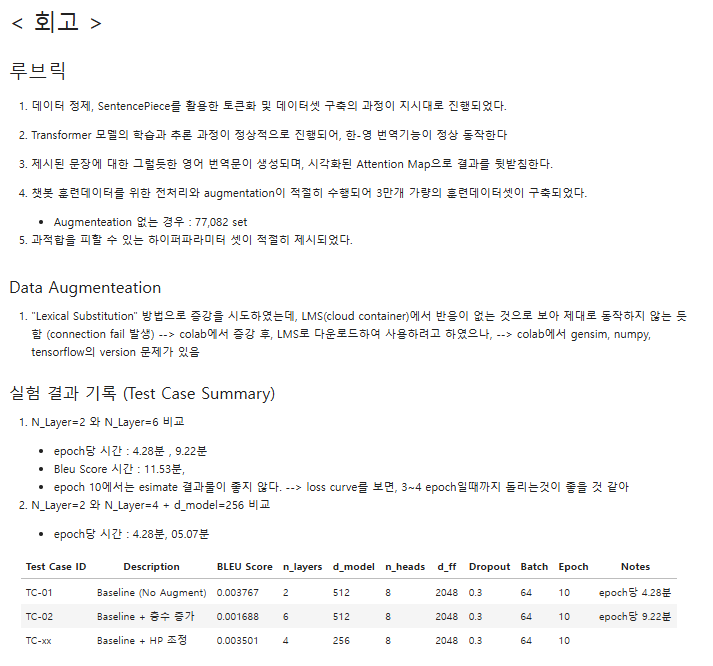 < 회고 >
루브릭
1. 데이터 정제, SentencePiece를 활용한 토큰화 및 데이터셋 구축의 과정이 지시대로 진행되었다.
2. Transformer 모델의 학습과 추론 과정이 정상적으로 진행되어, 한-영 번역기능이 정상 동작한다
3. 제시된 문장에 대한 그럴듯한 영어 번역문이 생성되며, 시각화된 Attention Map으로 결과를 뒷받침한다.
4. 챗봇 훈련데이터를 위한 전처리와 augmentation이 적절히 수행되어 3만개 가량의 훈련데이터셋이 구축되었다.
• Augmenteation 없는 경우 : 77,082 set
5. 과적합을 피할 수 있는 하이퍼파라미터 셋이 적절히 제시되었다.
Data Augmenteation
1. "Lexical Substitution" 방법으로 증강을 시도하였는데, LMS(cloud container)에서 반응이 없는 것으로 보아 제대로 동작하지 않는 듯
함 (connection fail 발생) --> colab에서 증강 후, LMS로 다운로드하여 사용하려고 하였으나, --> colab에서 gensim, numpy,
tensorflow의 version 문제가 있음
실험 결과 기록 (Test Case Summary)
1. N_Layer=2 와 N_Layer=6 비교
• epoch당 시간 : 4.28분 , 9.22분
• Bleu Score 시간 : 11.53분,
• epoch 10에서는 esimate 결과물이 좋지 않다. --> loss curve를 보면, 3~4 epoch일때까지 돌리는것이 좋을 것 같아
2. N_Layer=2 와 N_Layer=4 + d_model=256 비교
• epoch당 시간 : 4.28분, 05.07분
Test Case ID Description BLEU Score n_layers d_model n_heads d_ff Dropout Batch Epoch Notes
TC-01 Baseline (No Augment) 0.003767 2 512 8 2048 0.3 64 10 epoch당 4.28분
TC-02 Baseline + 층수 증가 0.001688 6 512 8 2048 0.3 64 10 epoch당 9.22분
TC-xx Baseline + HP 조정 0.003501 4 256 8 2048 0.3 64 10